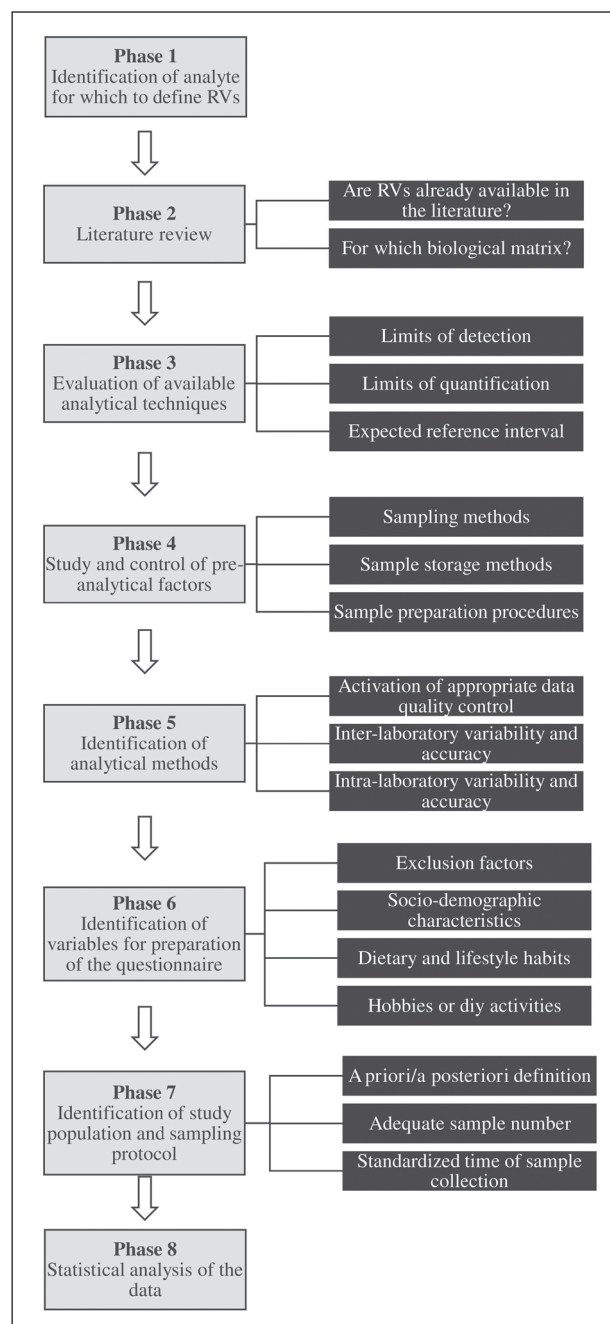 Phase 1
Identification of analyte
for which to define RVs
Phase 2
Literature review
Are RVs already available in
the literature?
For which biological matrix?
Phase 3
Evaluation of available
analytical techniques
Limits of detection
Limits of quantification
Expected reference interval
Phase 4
Study and control of pre-
analytical factors
Sampling methods
Sample storage methods
Sample preparation procedures
Phase 5
Identification of
analytical methods
Activation of appropriate data
quality control
Inter-laboratory variability and
accuracy
Intra-laboratory variability and
accuracy
Phase 6
Identification of
variables for preparation
of the questionnaire
Exclusion factors
Socio-demographic
characteristics
Dietary and lifestyle habits
Hobbies or diy activities
Phase 7
Identification of study
population and sampling
protocol
A priori/a posteriori definition
Adequate sample number
Standardized time of sample
collection
Phase 8
Statistical analysis of the
data